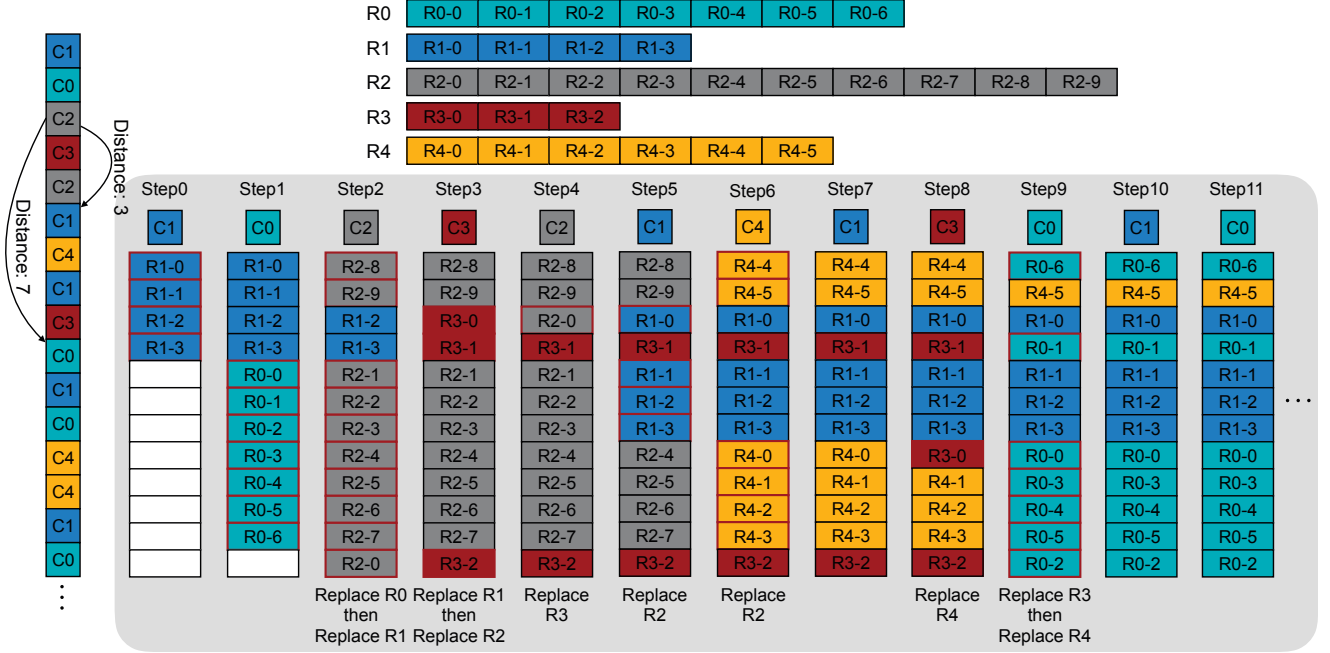 R0 R0-0 R0-1 R0-2 R0-3 R0-4 R0-5 R0-6
R1 R1-0 R1-1 R1-2 R1-3
R2 R2-0 R2-1 R2-2 R2-3 R2-4 R2-5 R2-6 R2-7 R2-8 R2-9
R3 R3-0 R3-1 R3-2
R4 R4-0 R4-1 R4-2 R4-3 R4-4 R4-5
C1
C0
C2
C3
C2
C1
C4
C1
C3
C0
C1
C0
C4
C4
C1
C0
Distance: 3
Distance: 7
Step0 Step1 Step2 Step3 Step4 Step5 Step6 Step7 Step8 Step9 Step10 Step11
C1 C0 C2 C3 C2 C1 C4 C1 C3 C0 C1 C0
R1-0 R1-0 R2-8 R2-8 R2-8 R2-8 R4-4 R4-4 R4-4 R0-6 R0-6 R0-6
R1-1 R1-1 R2-9 R2-9 R2-9 R2-9 R4-5 R4-5 R4-5 R4-5 R4-5 R4-5
R1-2 R1-2 R1-2 R3-0 R2-0 R1-0 R1-0 R1-0 R1-0 R1-0 R1-0 R1-0
R1-3 R1-3 R1-3 R3-1 R3-1 R3-1 R3-1 R3-1 R3-1 R0-1 R0-1 R0-1
R0-0 R2-1 R2-1 R2-1 R1-1 R1-1 R1-1 R1-1 R1-1 R1-1 R1-1
R0-1 R2-2 R2-2 R2-2 R1-2 R1-2 R1-2 R1-2 R1-2 R1-2 R1-2
R0-2 R2-3 R2-3 R2-3 R1-3 R1-3 R1-3 R1-3 R1-3 R1-3 R1-3
R0-3 R2-4 R2-4 R2-4 R2-4 R4-0 R4-0 R3-0 R0-0 R0-0 R0-0
R0-4 R2-5 R2-5 R2-5 R2-5 R4-1 R4-1 R4-1 R0-3 R0-3 R0-3
R0-5 R2-6 R2-6 R2-6 R2-6 R4-2 R4-2 R4-2 R0-4 R0-4 R0-4
R0-6 R2-7 R2-7 R2-7 R2-7 R4-3 R4-3 R4-3 R0-5 R0-5 R0-5
R2-0 R3-2 R3-2 R3-2 R3-2 R3-2 R3-2 R0-2 R0-2 R0-2
Replace R0 Replace R1 Replace Replace Replace Replace Replace R3
then then R3 R2 R2 R4 then
Replace R1 Replace R2 Replace R4